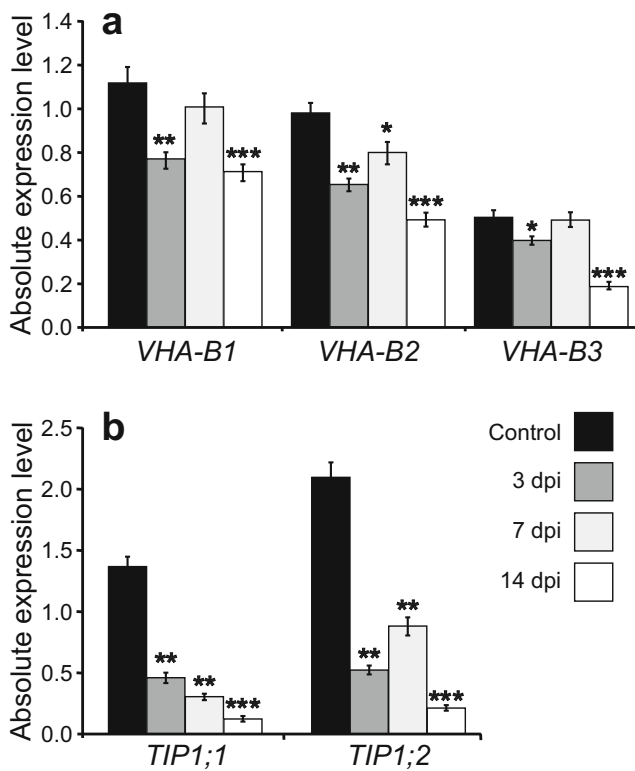 a
Absolute expression level
1.4
1.2
1.0
0.8
0.6
0.4
0.2
0.0
** *** ** * *** * ***
VHA-B1 VHA-B2 VHA-B3
b
Absolute expression level
2.5
2.0
1.5
1.0
0.5
0
** ** *** ** ** ***
TIP1;1 TIP1;2
Control
3 dpi
7 dpi
14 dpi